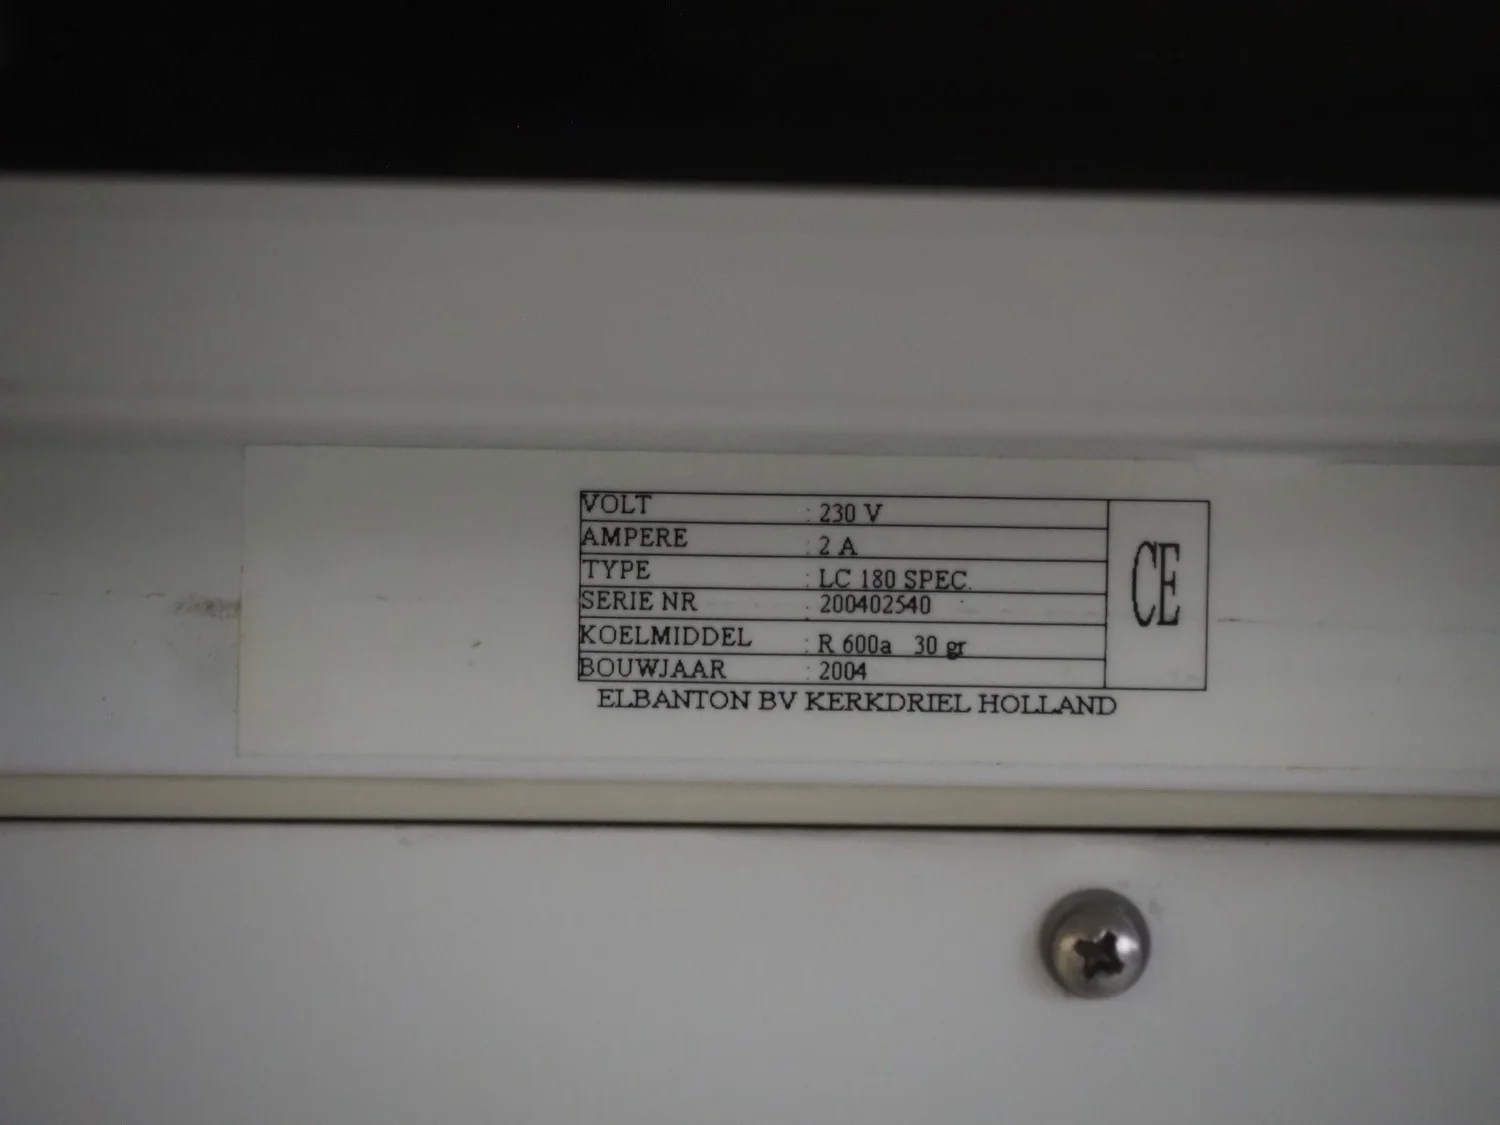 VOLT : 230 V
AMPERE : 2 A
TYPE : LC 180 SPEC.
SERIE NR : 200402540
KOELMIDDEL : R 600a 30 gr
BOUWJAAR : 2004
CE
ELBANTON BV KERKDRIEL HOLLAND